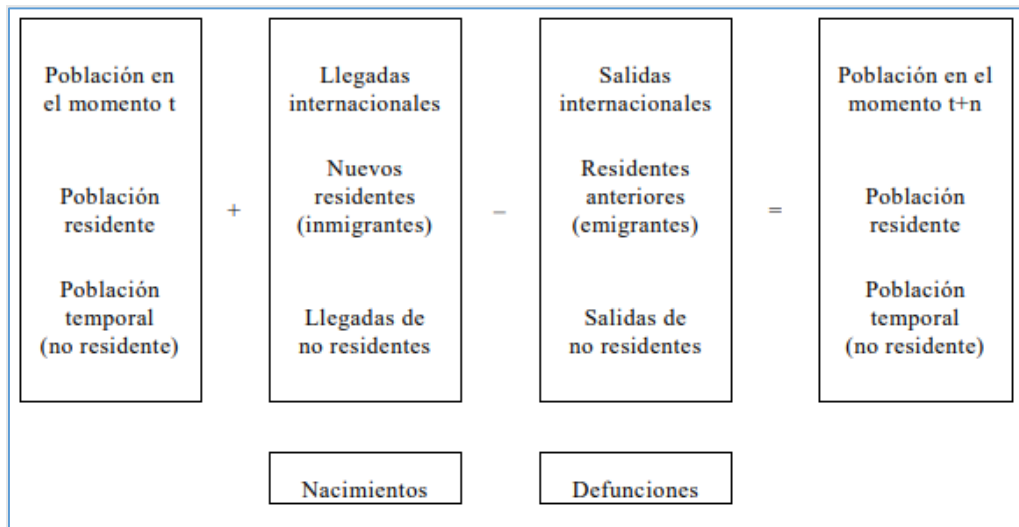 Población en
el momento t
Población
residente
Población
temporal
(no residente)
+
Llegadas
internacionales
Nuevos
residentes
(inmigrantes)
Llegadas de
no residentes
–
Salidas
internacionales
Residentes
anteriores
(emigrantes)
Salidas de
no residentes
=
Población en el
momento t+n
Población
residente
Población
temporal
(no residente)
Nacimientos
Defunciones